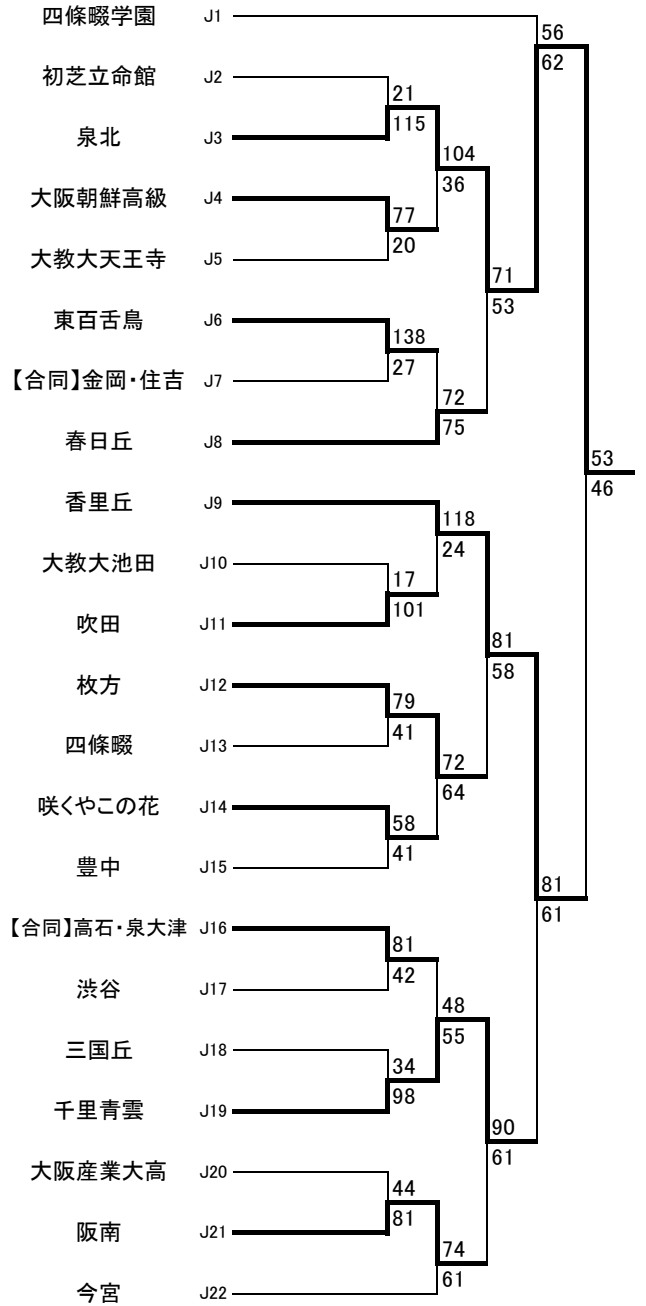 四條畷学園 J1
56
62
初芝立命館 J2
21
115
泉北 J3
104
36
大阪朝鮮高級 J4
77
20
大教大天王寺 J5
71
53
東百舌鳥 J6
138
27
【合同】金岡・住吉 J7
72
75
春日丘 J8
53
46
香里丘 J9
118
24
大教大池田 J10
17
101
吹田 J11
81
58
枚方 J12
79
41
四條畷 J13
72
64
咲くやこの花 J14
58
41
豊中 J15
81
61
【合同】高石・泉大津 J16
81
42
渋谷 J17
48
55
三国丘 J18
34
98
千里青雲 J19
90
61
大阪産業大高 J20
44
81
阪南 J21
74
61
今宮 J22